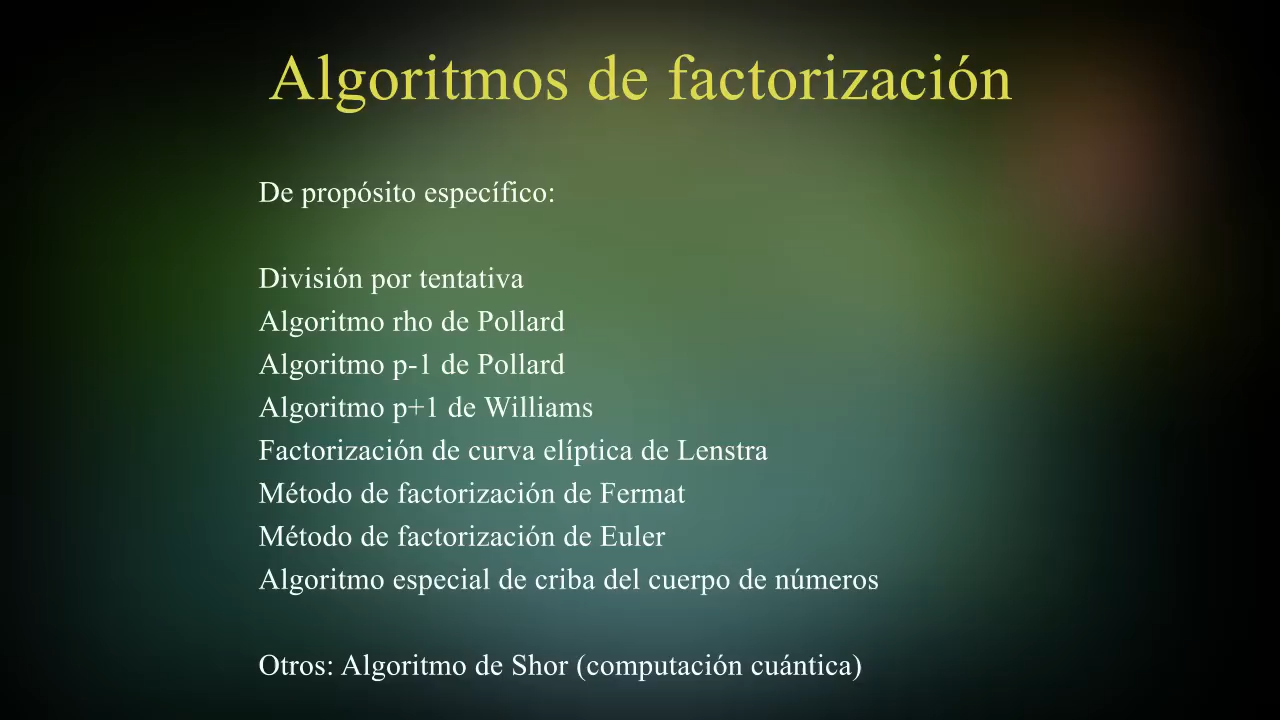 Algoritmos de factorización
De propósito específico:
División por tentativa
Algoritmo rho de Pollard
Algoritmo p-1 de Pollard
Algoritmo p+1 de Williams
Factorización de curva elíptica de Lenstra
Método de factorización de Fermat
Método de factorización de Euler
Algoritmo especial de criba del cuerpo de números
Otros: Algoritmo de Shor (computación cuántica)